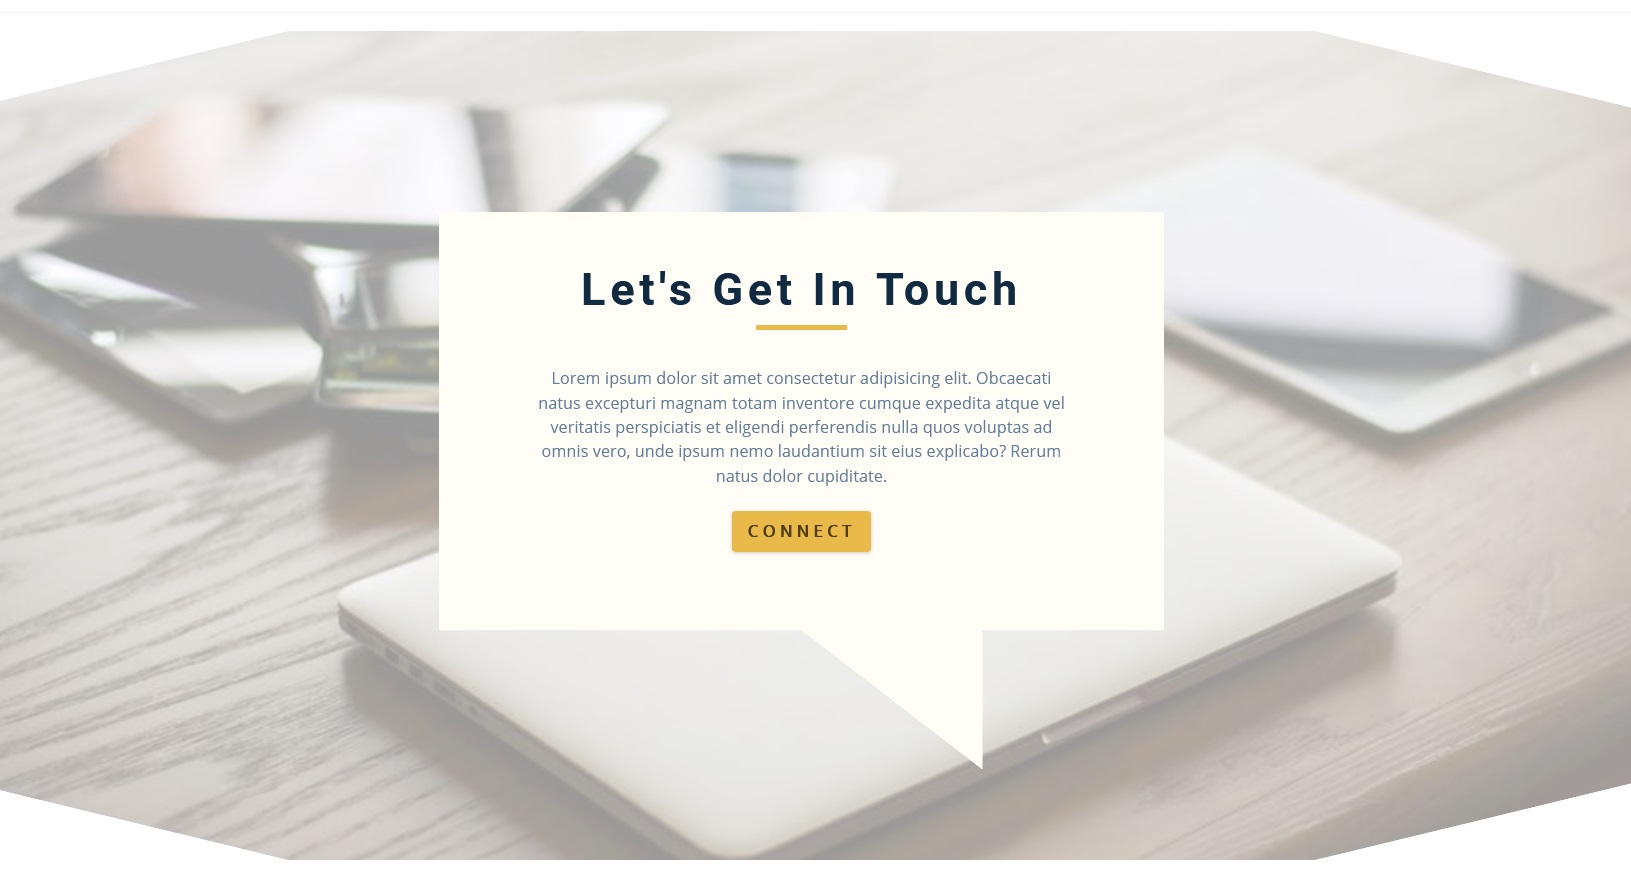 Let's Get In Touch
Lorem ipsum dolor sit amet consectetur adipisicing elit. Obcaecati
natus excepturi magnam totam inventore cumque expedita atque vel
veritatis perspiciatis et eligendi perferendis nulla quos voluptas ad
omnis vero, unde ipsum nemo laudantium sit eius explicabo? Rerum
natus dolor cupiditate.
CONNECT